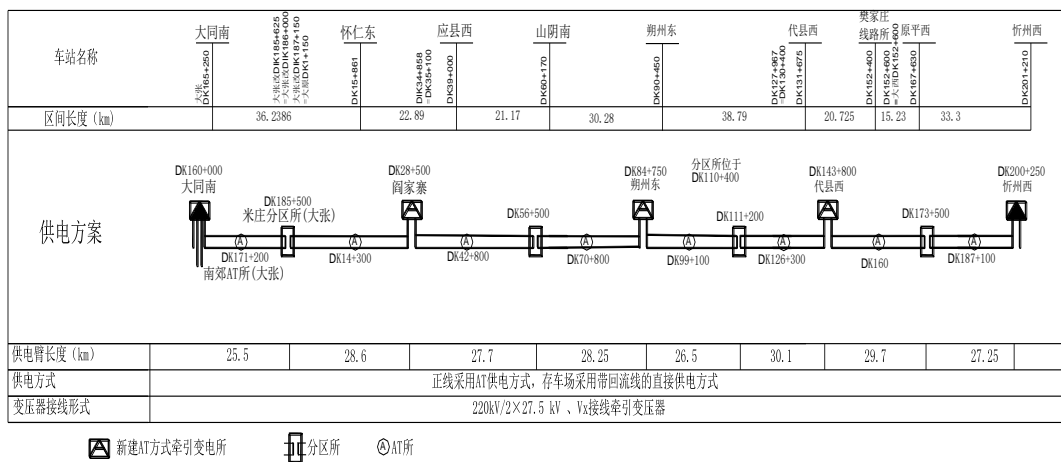 车站名称
大同南
怀仁东
应县西
山阴南
朔州东
代县西
樊家庄
线路所
原平西
忻州西
大张
DK165+250
大张改DIK185+625
=大张改DIK186+000
大张改DIK187+150
=大原DK1+150
DK15+861
DIK34+858
=DK35+100
DK39+000
DK60+170
DK90+450
DK127+967
=DK130+400
DK131+675
DK152+400
DK152+600
=大西DK152+600
DK167+630
DK201+210
区间长度(km)
36.2386
22.89
21.17
30.28
38.79
20.725
15.23
33.3
供电方案
DK160+000
大同南
DK185+500
米庄分区所(大张)
DK171+200
南郊AT所(大张)
DK14+300
DK28+500
阎家寨
DK42+800
DK56+500
DK70+800
DK84+750
朔州东
分区所位于
DK110+400
DK99+100
DK111+200
DK126+300
DK143+800
代县西
DK160
DK173+500
DK187+100
DK200+250
忻州西
供电臂长度(km)
25.5
28.6
27.7
28.25
26.5
30.1
29.7
27.25
供电方式
正线采用AT供电方式，存车场采用带回流线的直接供电方式
变压器接线形式
220kV/2×27.5 kV 、Vx接线牵引变压器
新建AT方式牵引变电所
分区所
AT所